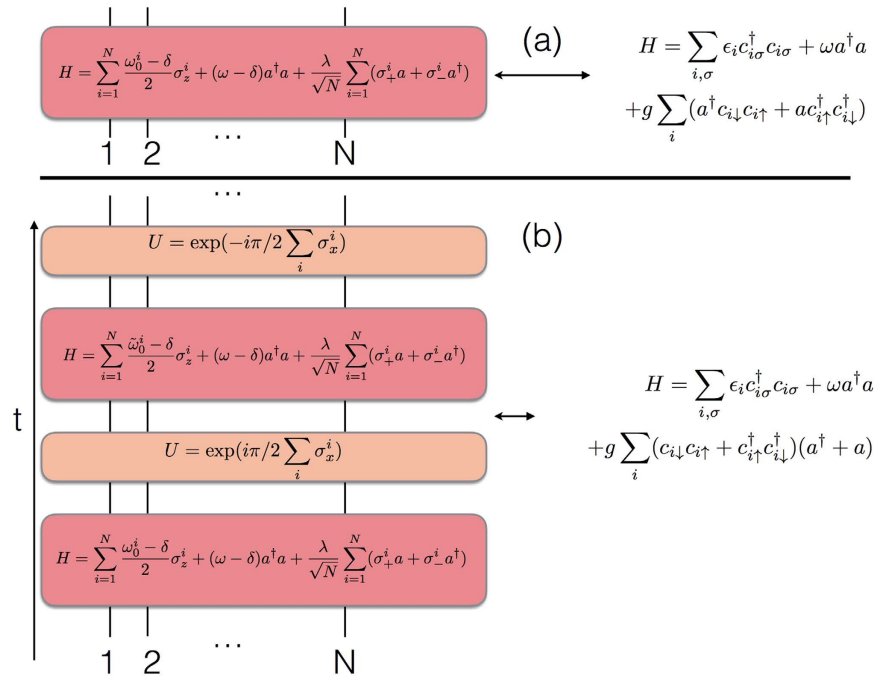 (a)
H = \sum_{i=1}^{N} \frac{\omega_0^i - \delta}{2} \sigma_z^i + (\omega - \delta) a^\dagger a + \frac{\lambda}{\sqrt{N}} \sum_{i=1}^{N} (\sigma_+^i a + \sigma_-^i a^\dagger)
H = \sum_{i,\sigma} \epsilon_i c_{i\sigma}^\dagger c_{i\sigma} + \omega a^\dagger a
+ g \sum_i (a^\dagger c_{i\downarrow} c_{i\uparrow} + a c_{i\uparrow}^\dagger c_{i\downarrow}^\dagger)
1 2 ... N
...
(b)
U = \exp(-i\pi/2 \sum_i \sigma_x^i)
H = \sum_{i=1}^{N} \frac{\tilde{\omega}_0^i - \delta}{2} \sigma_z^i + (\omega - \delta) a^\dagger a + \frac{\lambda}{\sqrt{N}} \sum_{i=1}^{N} (\sigma_+^i a + \sigma_-^i a^\dagger)
H = \sum_{i,\sigma} \epsilon_i c_{i\sigma}^\dagger c_{i\sigma} + \omega a^\dagger a
+ g \sum_i (c_{i\downarrow} c_{i\uparrow} + c_{i\uparrow}^\dagger c_{i\downarrow}^\dagger)(a^\dagger + a)
t
U = \exp(i\pi/2 \sum_i \sigma_x^i)
H = \sum_{i=1}^{N} \frac{\omega_0^i - \delta}{2} \sigma_z^i + (\omega - \delta) a^\dagger a + \frac{\lambda}{\sqrt{N}} \sum_{i=1}^{N} (\sigma_+^i a + \sigma_-^i a^\dagger)
1 2 ... N